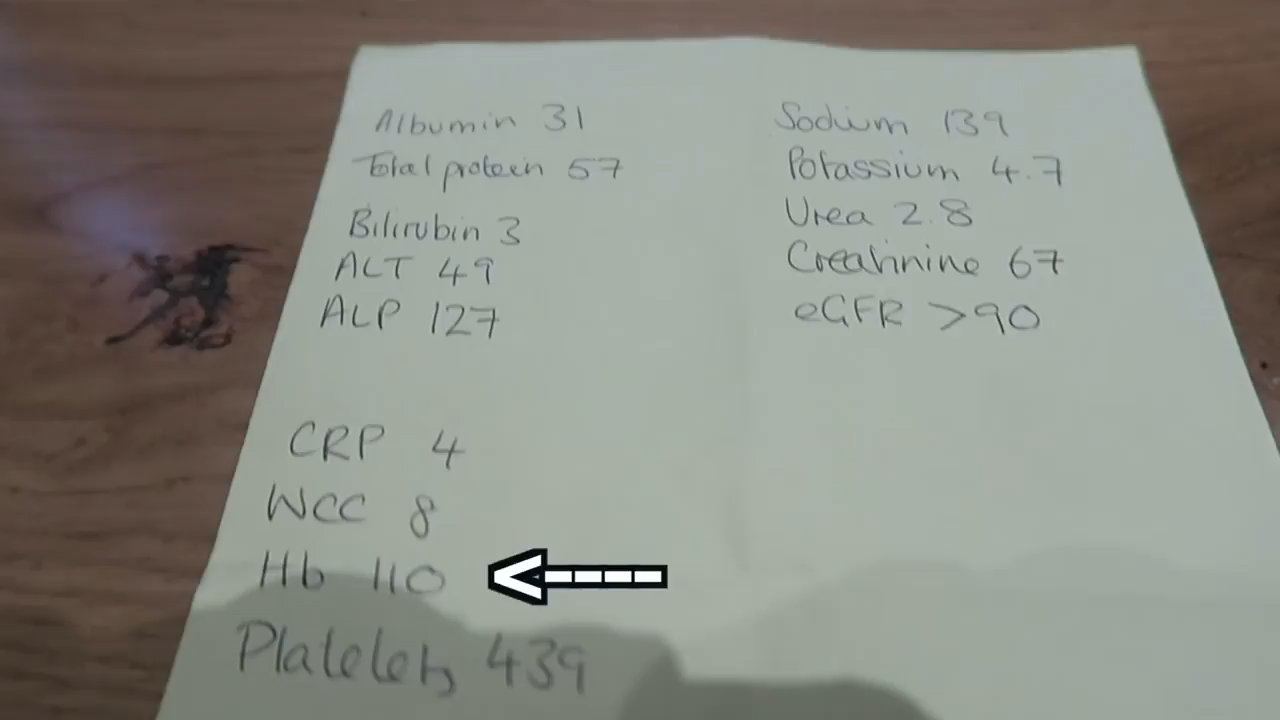 Albumin 31
Total protein 57
Bilirubin 3
ALT 49
ALP 127
CRP 4
WCC 8
Hb 110
Platelets 439
Sodium 139
Potassium 4.7
Urea 2.8
Creatinine 67
eGFR >90